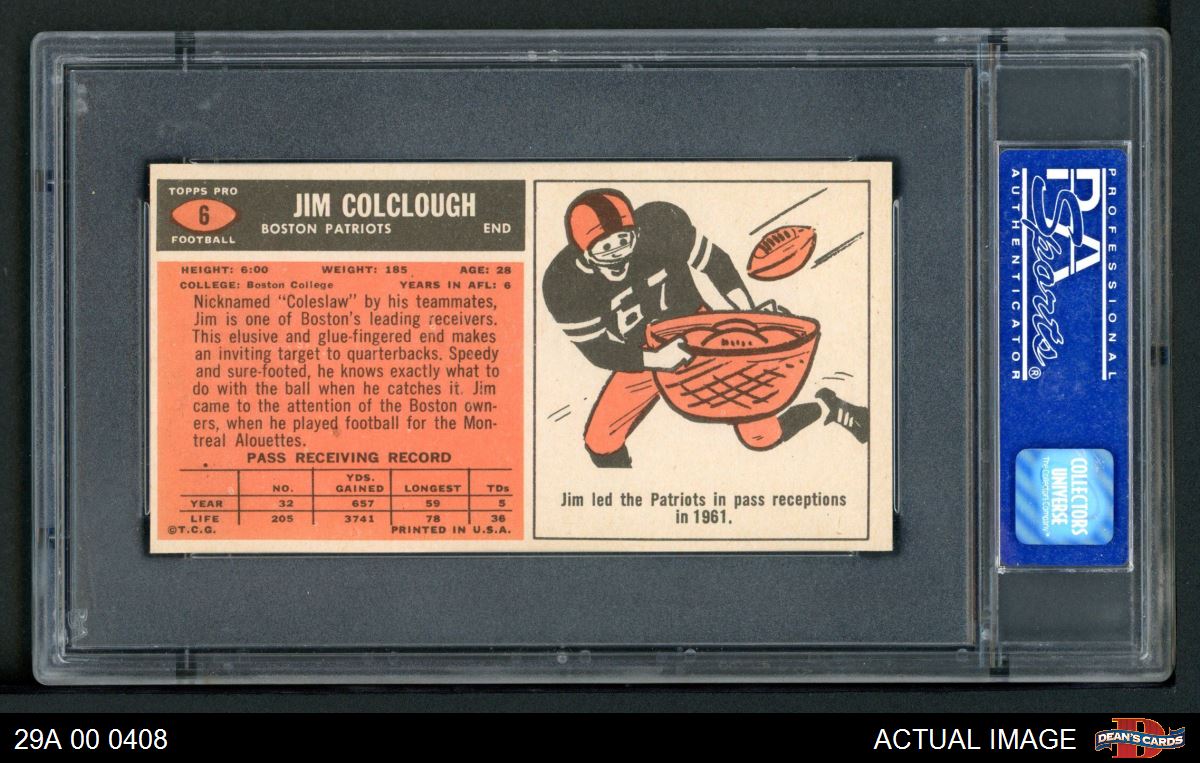 TOPPS PRO
6
FOOTBALL
JIM COLCLOUGH
BOSTON PATRIOTS END
HEIGHT: 6:00 WEIGHT: 185 AGE: 28
COLLEGE: Boston College YEARS IN AFL: 6
Nicknamed "Coleslaw" by his teammates,
Jim is one of Boston's leading receivers.
This elusive and glue-fingered end makes
an inviting target to quarterbacks. Speedy
and sure-footed, he knows exactly what to
do with the ball when he catches it. Jim
came to the attention of the Boston own-
ers, when he played football for the Mon-
treal Alouettes.
PASS RECEIVING RECORD
NO. YDS. GAINED LONGEST TDs
YEAR 32 657 59 5
LIFE 205 3741 78 36
©T.C.G. PRINTED IN U.S.A.
67
Jim led the Patriots in pass receptions
in 1961.
PROFESSIONAL
PSA
Sports®
AUTHENTICATOR
COLLECTORS
UNIVERSE
The Collectors Company™
29A 00 0408
ACTUAL IMAGE
D
DEAN'S CARDS